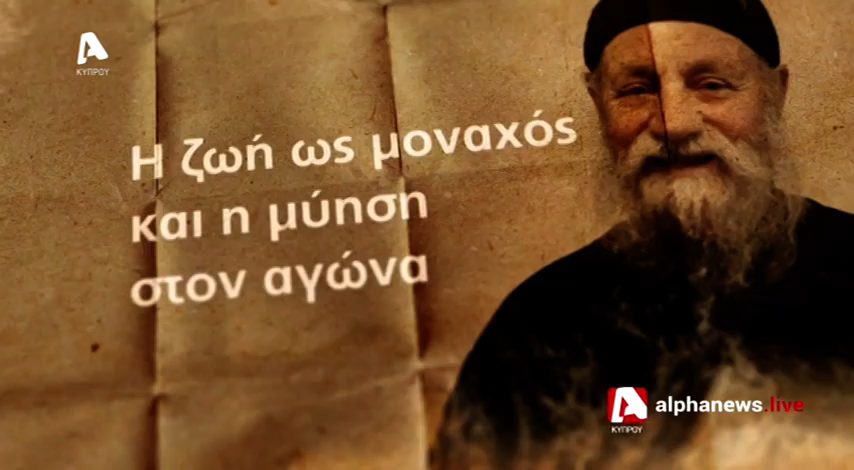 ΚΥΠΡΟΥ
Η ζωή ως μοναχός
και η μύηση
στον αγώνα
alphanews.live
ΚΥΠΡΟΥ